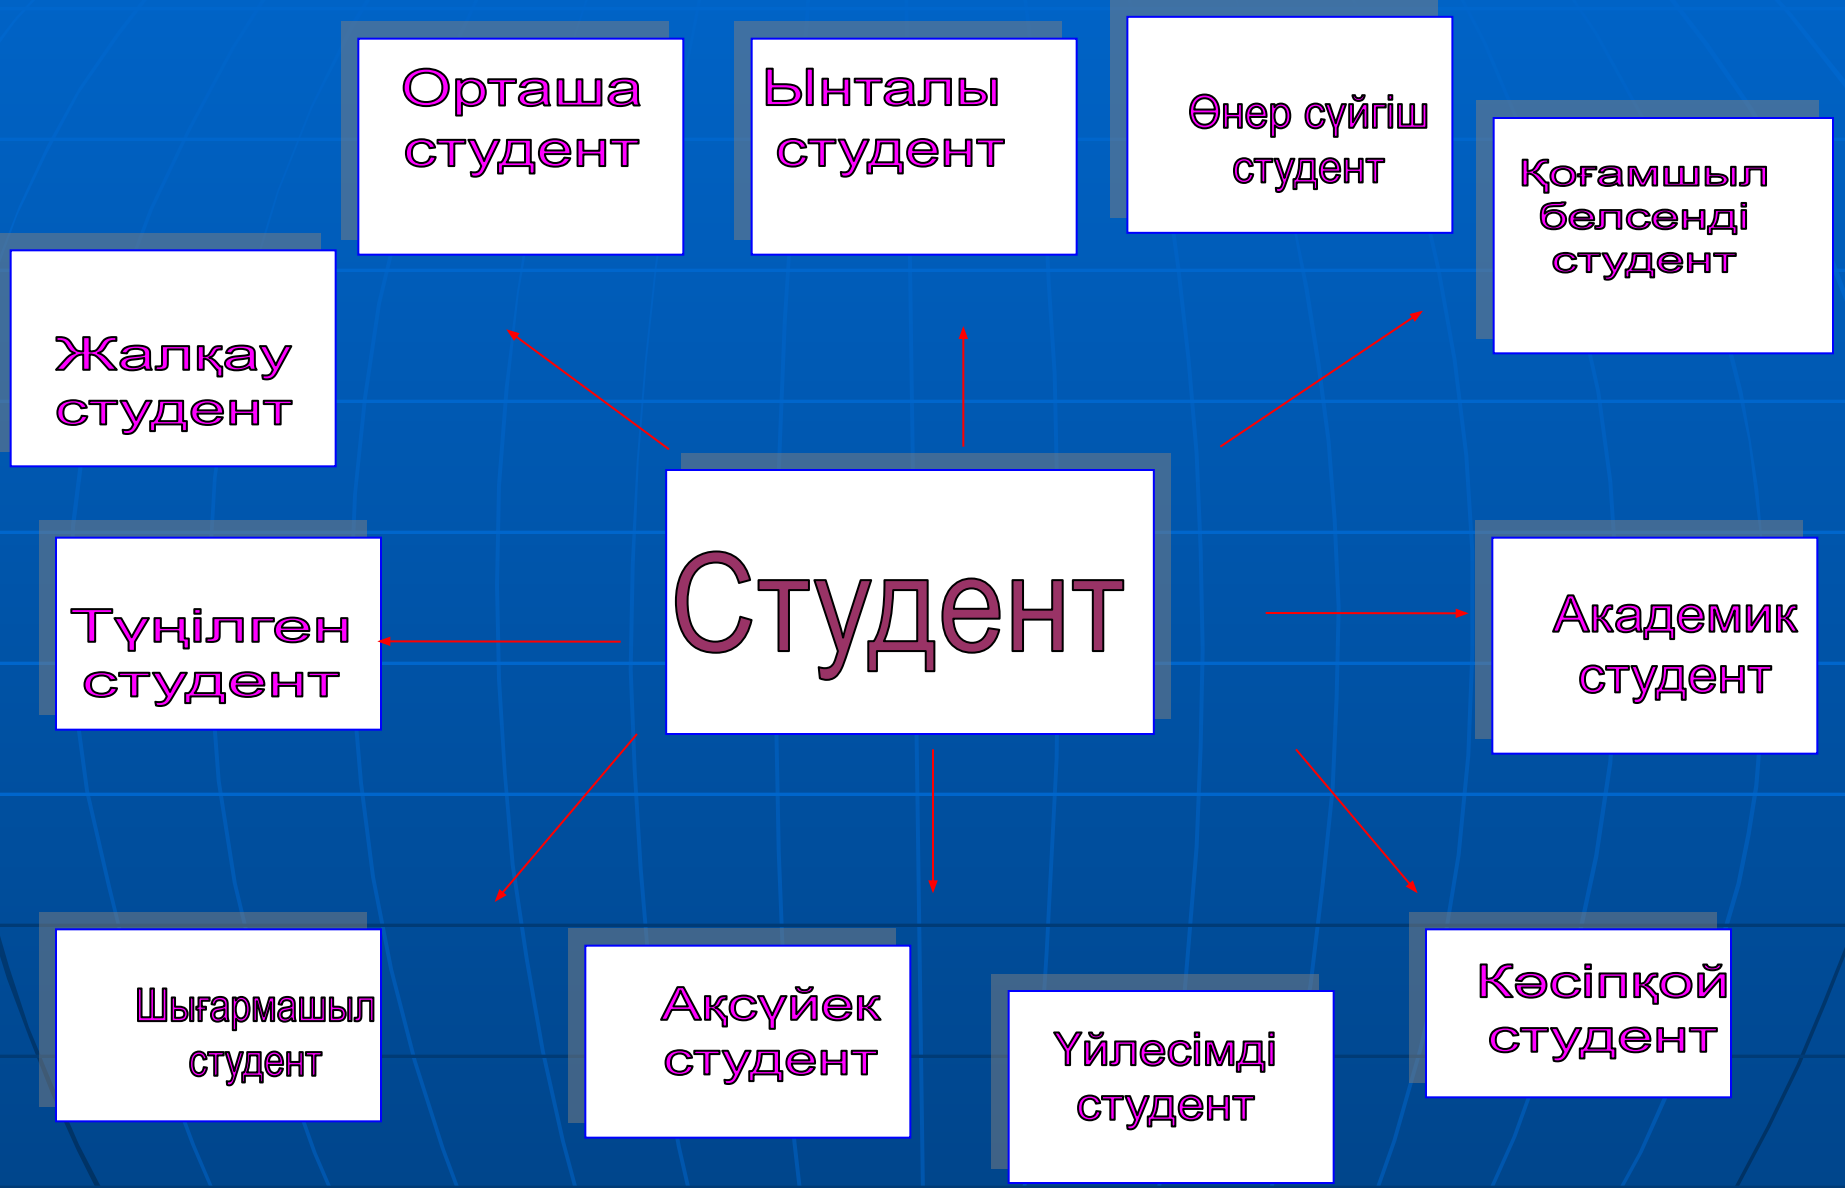 Орташа
студент
Ынталы
студент
Өнер сүйгіш
студент
Қоғамшыл
белсенді
студент
Жалқау
студент
Студент
Түңілген
студент
Академик
студент
Шығармашыл
студент
Ақсүйек
студент
Үйлесімді
студент
Кәсіпқой
студент